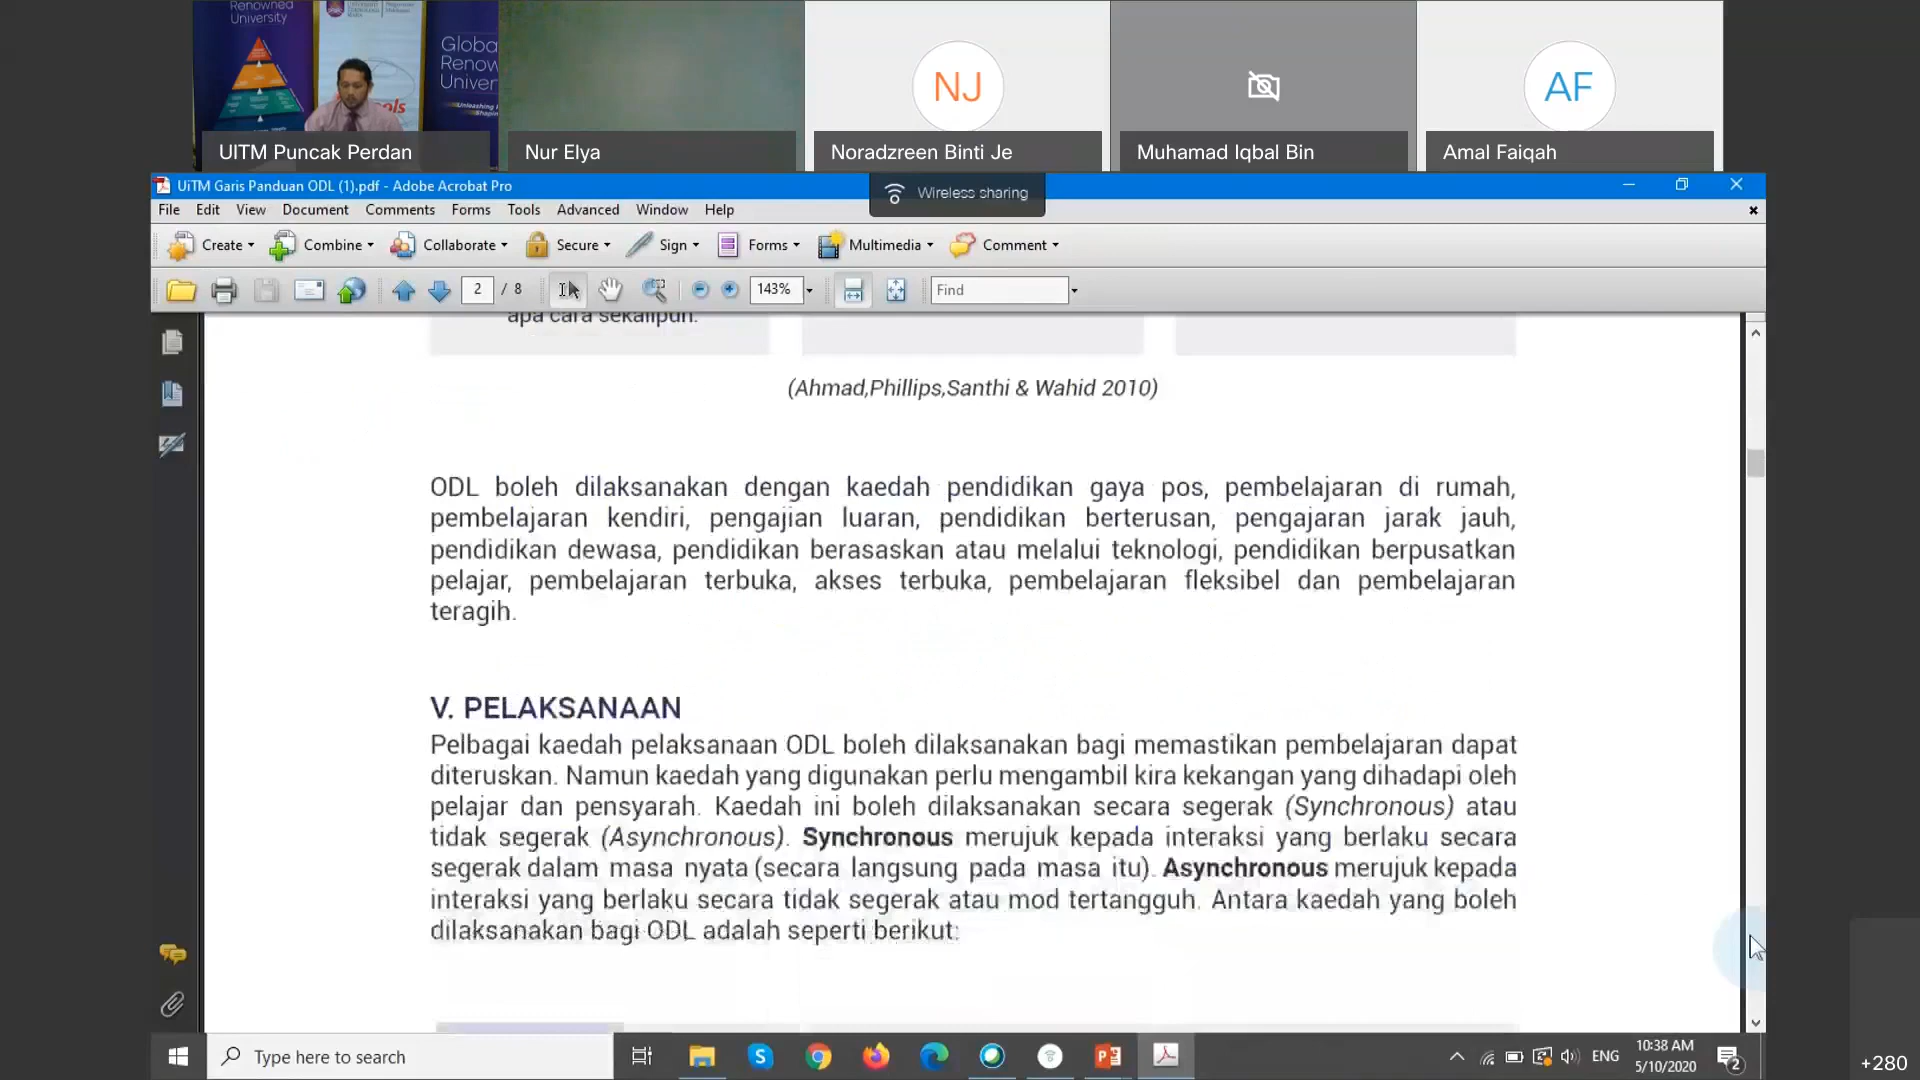 Renowned
University
Global
Renow
Univer
UITM Puncak Perdan
Nur Elya
NJ
Noradzreen Binti Je
Muhamad Iqbal Bin
AF
Amal Faiqah
UiTM Garis Panduan ODL (1).pdf - Adobe Acrobat Pro
Wireless sharing
File Edit View Document Comments Forms Tools Advanced Window Help
Create Combine Collaborate Secure Sign Forms Multimedia Comment
2 / 8 143% Find
apa cara sekalipun.
(Ahmad,Phillips,Santhi & Wahid 2010)
ODL boleh dilaksanakan dengan kaedah pendidikan gaya pos, pembelajaran di rumah,
pembelajaran kendiri, pengajian luaran, pendidikan berterusan, pengajaran jarak jauh,
pendidikan dewasa, pendidikan berasaskan atau melalui teknologi, pendidikan berpusatkan
pelajar, pembelajaran terbuka, akses terbuka, pembelajaran fleksibel dan pembelajaran
teragih.
V. PELAKSANAAN
Pelbagai kaedah pelaksanaan ODL boleh dilaksanakan bagi memastikan pembelajaran dapat
diteruskan. Namun kaedah yang digunakan perlu mengambil kira kekangan yang dihadapi oleh
pelajar dan pensyarah. Kaedah ini boleh dilaksanakan secara segerak (Synchronous) atau
tidak segerak (Asynchronous). Synchronous merujuk kepada interaksi yang berlaku secara
segerak dalam masa nyata (secara langsung pada masa itu). Asynchronous merujuk kepada
interaksi yang berlaku secara tidak segerak atau mod tertangguh. Antara kaedah yang boleh
dilaksanakan bagi ODL adalah seperti berikut:
Type here to search
ENG
10:38 AM
5/10/2020
2
+280